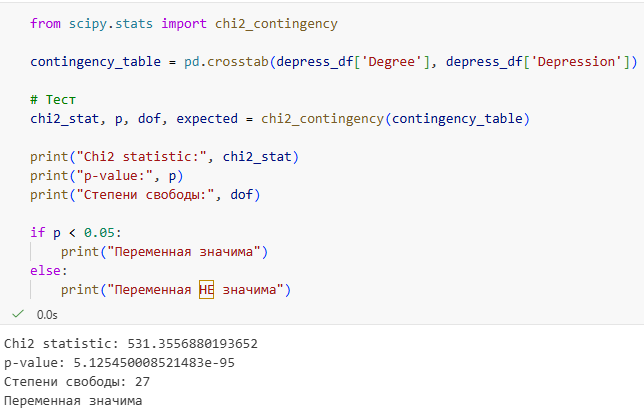 from scipy.stats import chi2_contingency
contingency_table = pd.crosstab(depress_df['Degree'], depress_df['Depression'])
# Тест
chi2_stat, p, dof, expected = chi2_contingency(contingency_table)
print("Chi2 statistic:", chi2_stat)
print("p-value:", p)
print("Степени свободы:", dof)
if p < 0.05:
    print("Переменная значима")
else:
    print("Переменная НЕ значима")
0.0s
Chi2 statistic: 531.3556880193652
p-value: 5.125450008521483e-95
Степени свободы: 27
Переменная значима